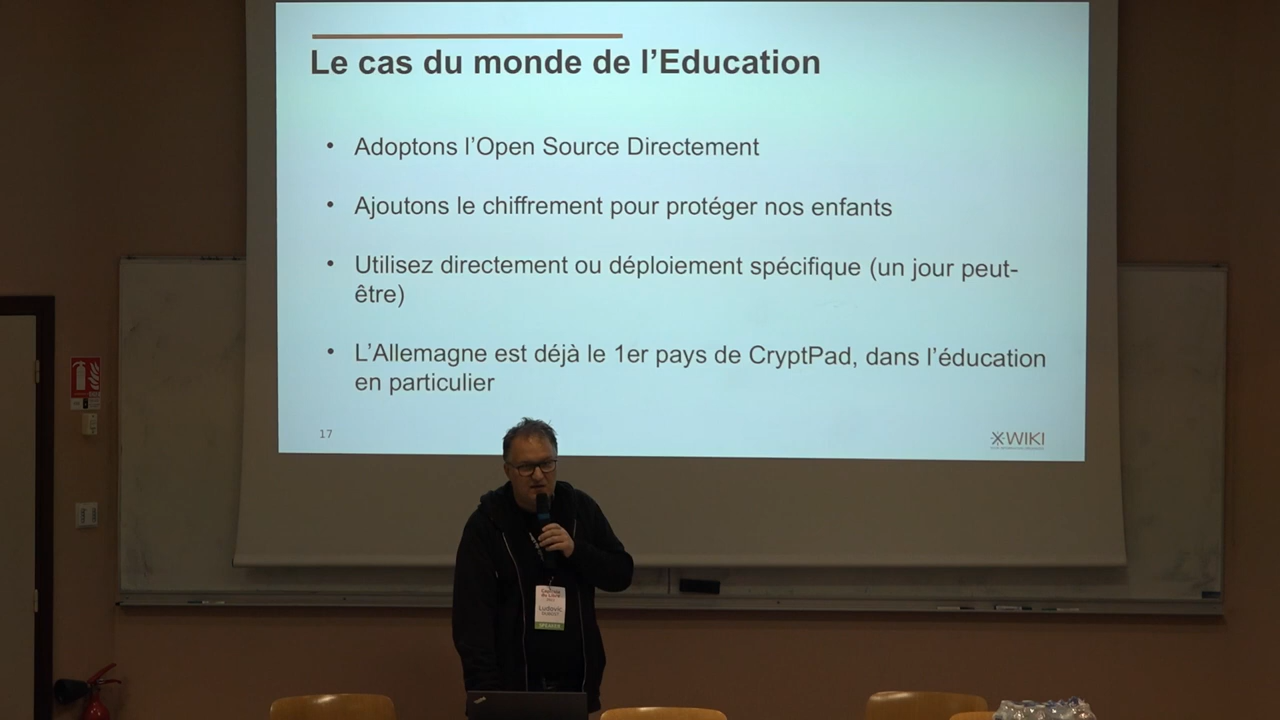 Le cas du monde de l’Education
• Adoptons l’Open Source Directement
• Ajoutons le chiffrement pour protéger nos enfants
• Utilisez directement ou déploiement spécifique (un jour peut-
être)
• L’Allemagne est déjà le 1er pays de CryptPad, dans l’éducation
en particulier
17
XWIKI
Ludovic
SPEAKER